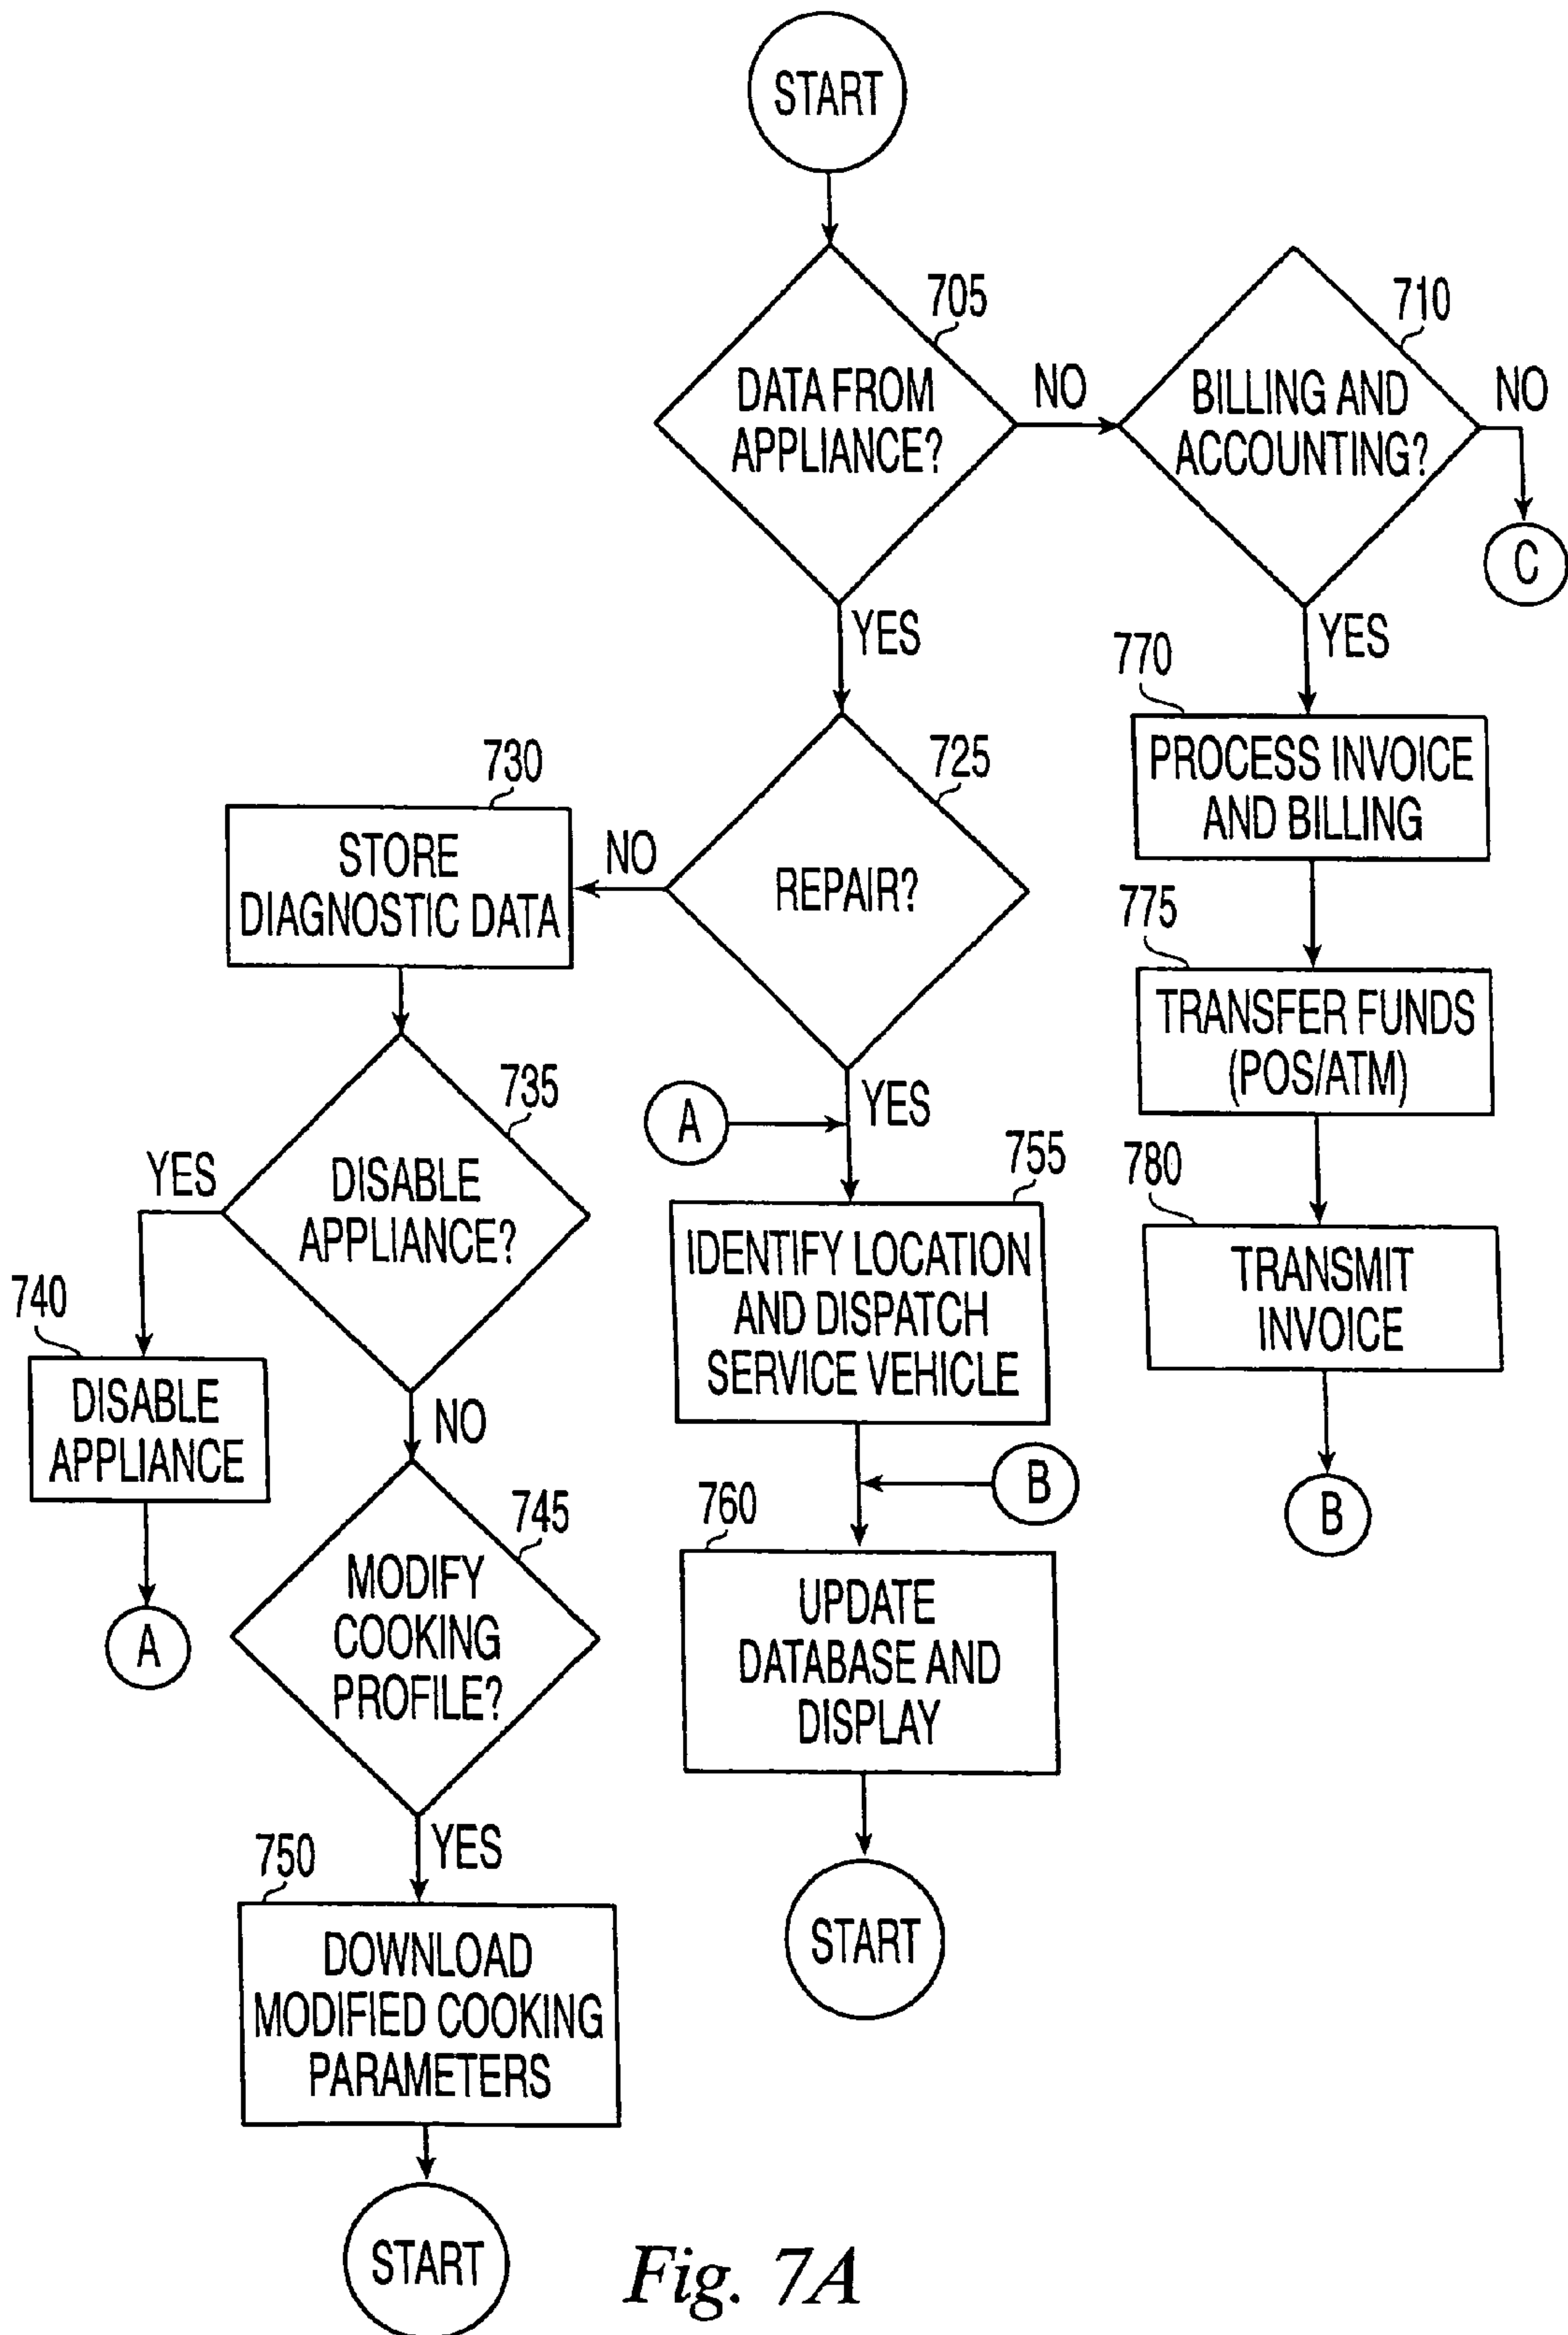 START
705
DATA FROM
APPLIANCE?
NO
710
BILLING AND
ACCOUNTING?
NO
C
YES
YES
770
PROCESS INVOICE
AND BILLING
725
REPAIR?
NO
730
STORE
DIAGNOSTIC DATA
775
TRANSFER FUNDS
(POS/ATM)
735
DISABLE
APPLIANCE?
YES
A
YES
755
IDENTIFY LOCATION
AND DISPATCH
SERVICE VEHICLE
780
TRANSMIT
INVOICE
740
DISABLE
APPLIANCE
NO
B
B
A
745
MODIFY
COOKING
PROFILE?
760
UPDATE
DATABASE AND
DISPLAY
YES
750
DOWNLOAD
MODIFIED COOKING
PARAMETERS
START
START
Fig. 7A